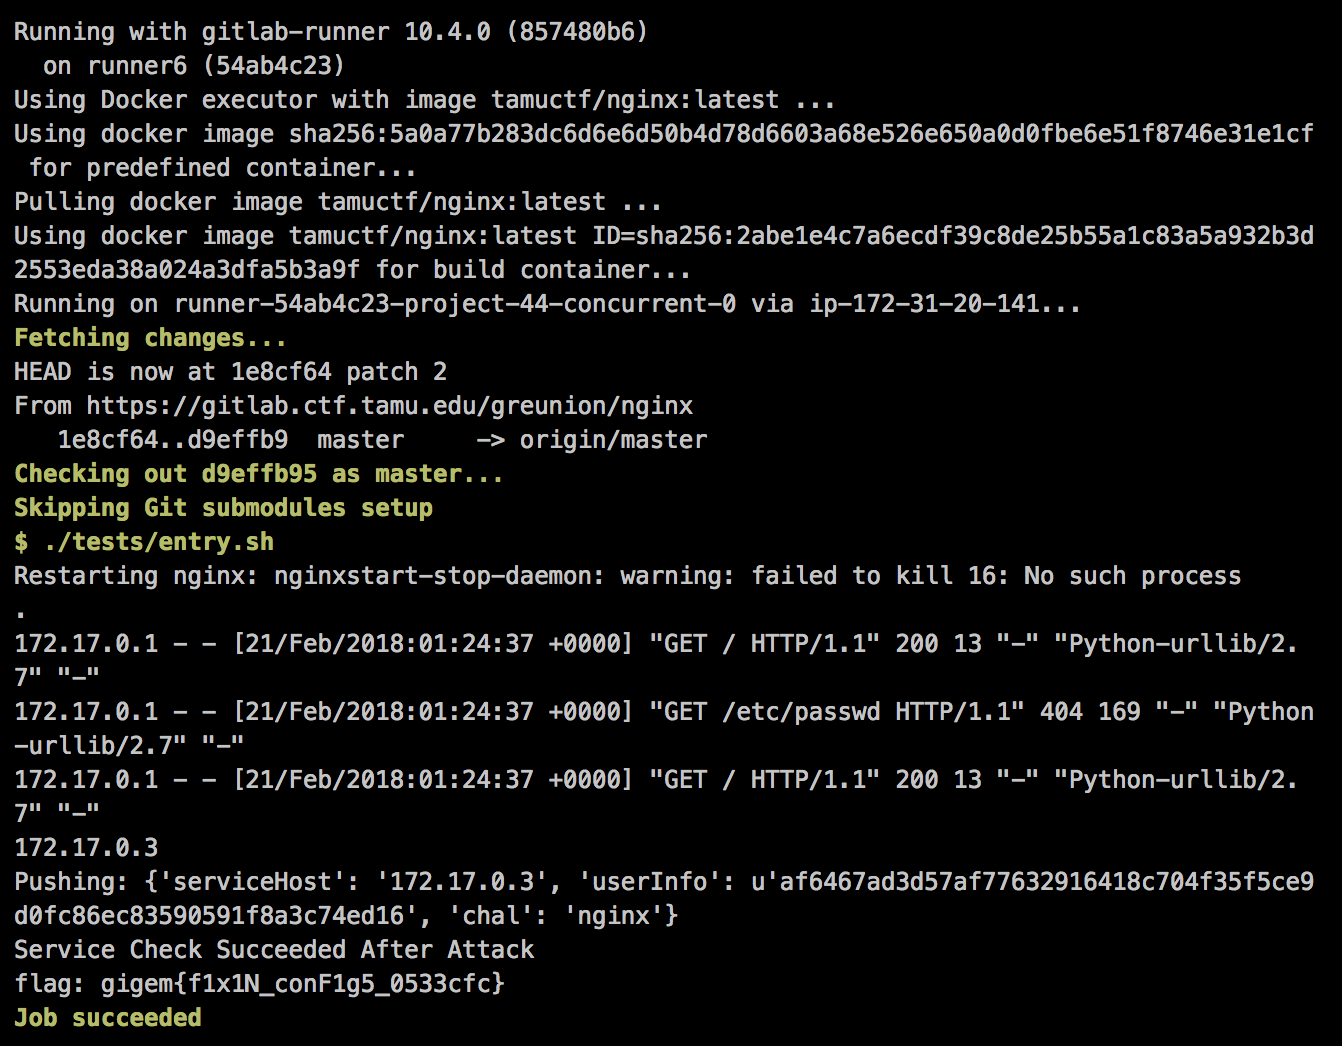 Running with gitlab-runner 10.4.0 (857480b6)
  on runner6 (54ab4c23)
Using Docker executor with image tamuctf/nginx:latest ...
Using docker image sha256:5a0a77b283dc6d6e6d50b4d78d6603a68e526e650a0d0fbe6e51f8746e31e1cf
 for predefined container...
Pulling docker image tamuctf/nginx:latest ...
Using docker image tamuctf/nginx:latest ID=sha256:2abe1e4c7a6ecdf39c8de25b55a1c83a5a932b3d
2553eda38a024a3dfa5b3a9f for build container...
Running on runner-54ab4c23-project-44-concurrent-0 via ip-172-31-20-141...
Fetching changes...
HEAD is now at 1e8cf64 patch 2
From https://gitlab.ctf.tamu.edu/greunion/nginx
   1e8cf64..d9effb9  master     -> origin/master
Checking out d9effb95 as master...
Skipping Git submodules setup
$ ./tests/entry.sh
Restarting nginx: nginxstart-stop-daemon: warning: failed to kill 16: No such process
.
172.17.0.1 - - [21/Feb/2018:01:24:37 +0000] "GET / HTTP/1.1" 200 13 "-" "Python-urllib/2.
7" "-"
172.17.0.1 - - [21/Feb/2018:01:24:37 +0000] "GET /etc/passwd HTTP/1.1" 404 169 "-" "Python
-urllib/2.7" "-"
172.17.0.1 - - [21/Feb/2018:01:24:37 +0000] "GET / HTTP/1.1" 200 13 "-" "Python-urllib/2.
7" "-"
172.17.0.3
Pushing: {'serviceHost': '172.17.0.3', 'userInfo': u'af6467ad3d57af77632916418c704f35f5ce9
d0fc86ec83590591f8a3c74ed16', 'chal': 'nginx'}
Service Check Succeeded After Attack
flag: gigem{f1x1N_conF1g5_0533cfc}
Job succeeded